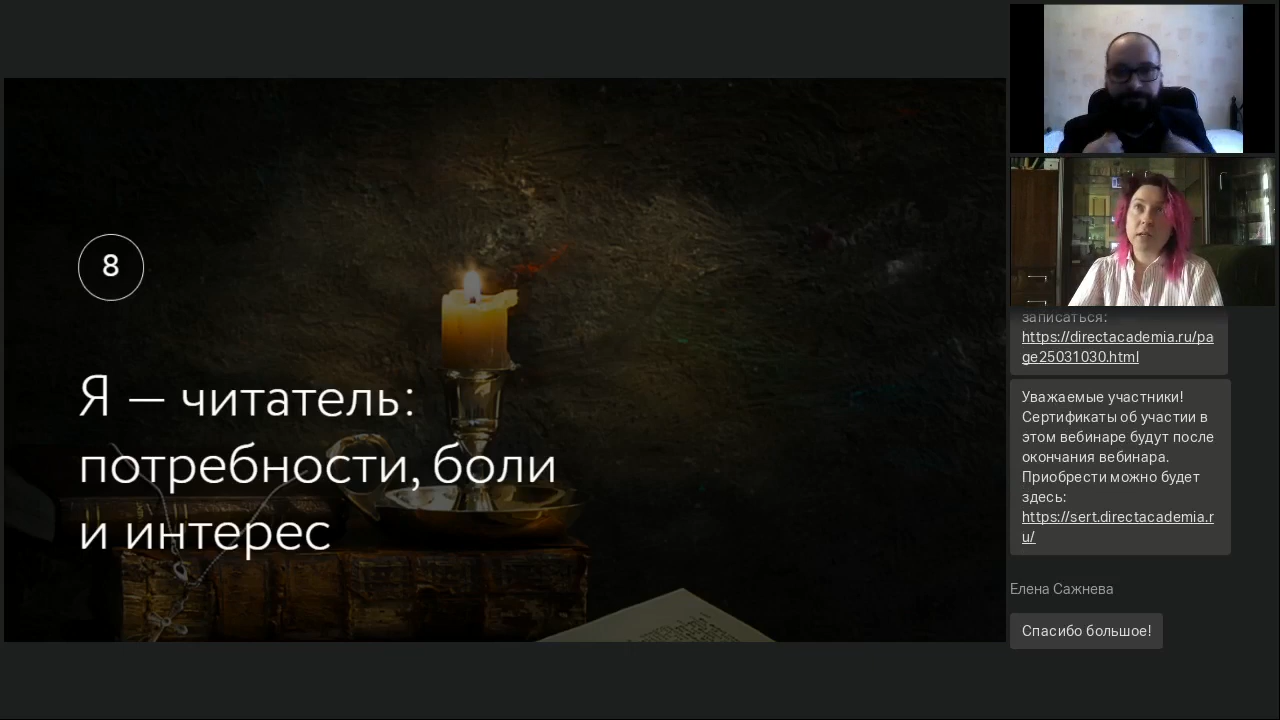 8
Я — читатель:
потребности, боли
и интерес
записаться:
https://directacademia.ru/pa
ge25031030.html
Уважаемые участники!
Сертификаты об участии в
этом вебинаре будут после
окончания вебинара.
Приобрести можно будет
здесь:
https://sert.directacademia.r
u/
Елена Сажнева
Спасибо большое!